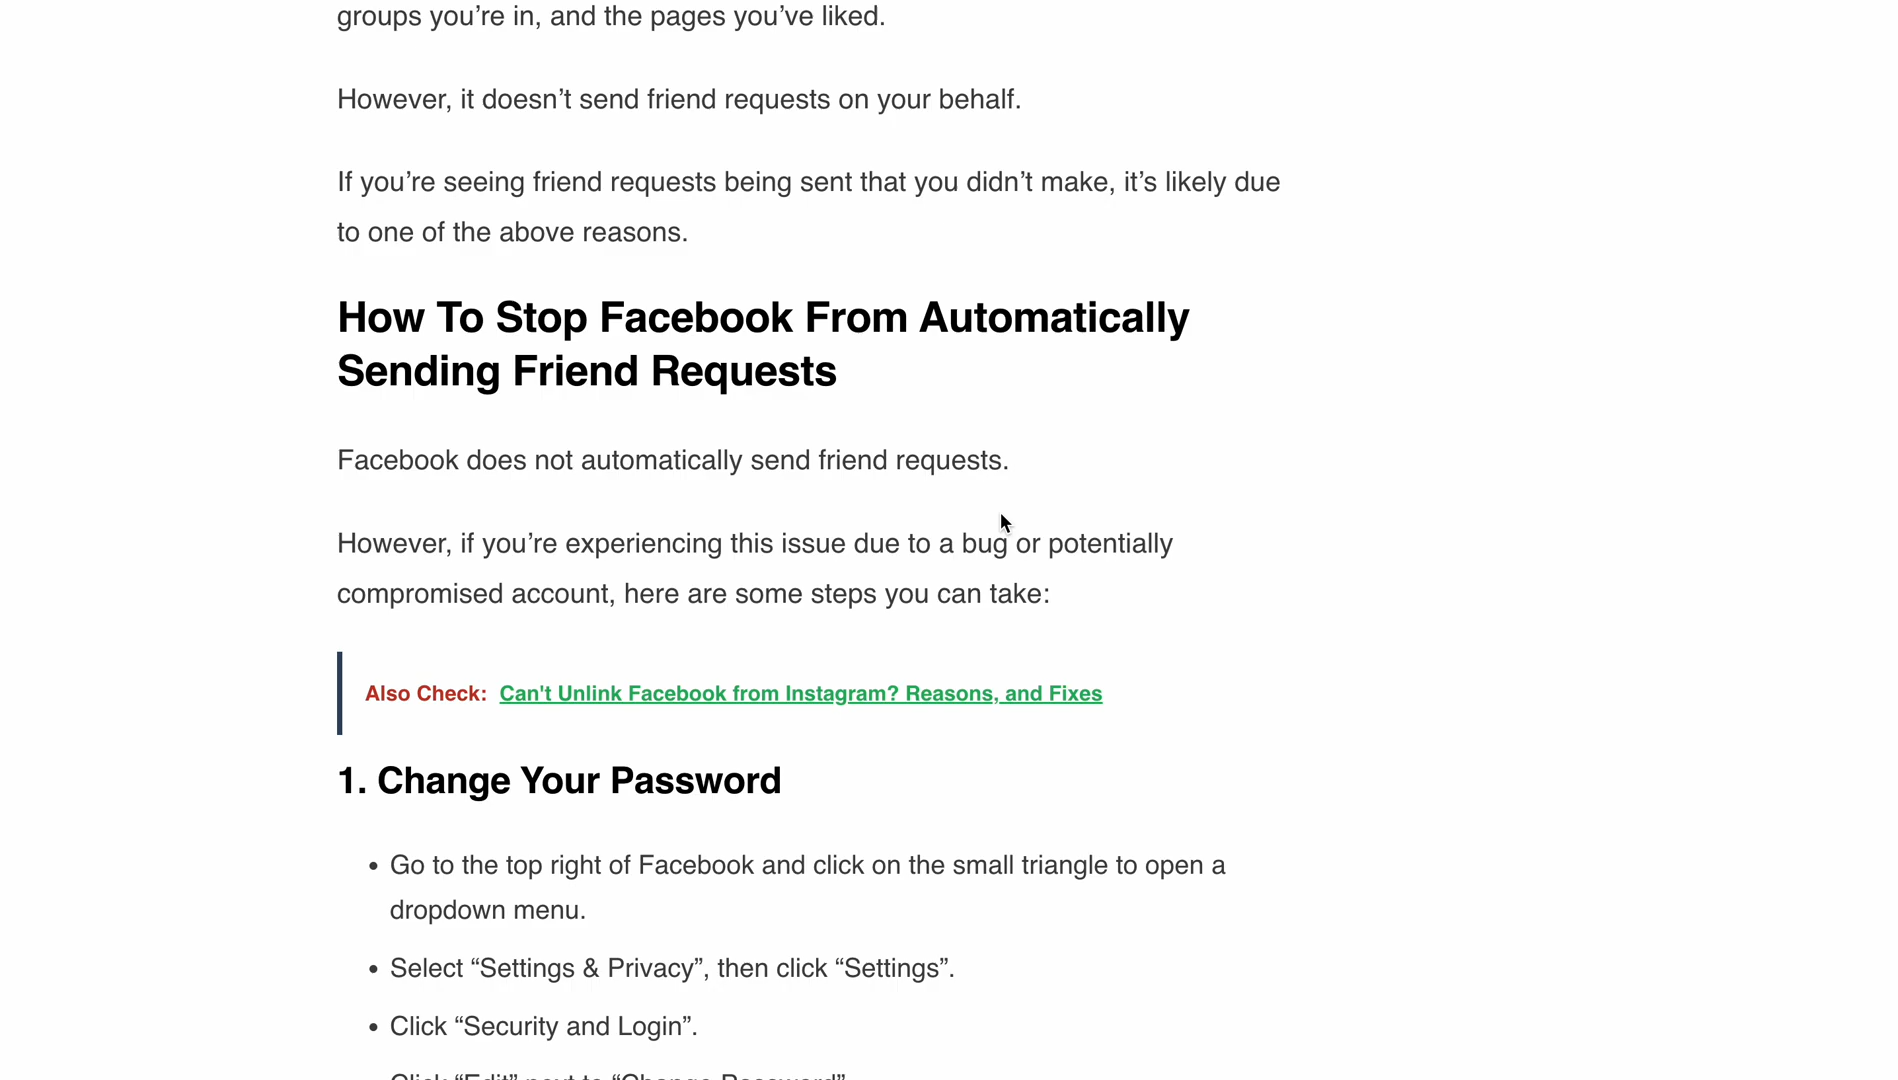 groups you’re in, and the pages you’ve liked.
However, it doesn’t send friend requests on your behalf.
If you’re seeing friend requests being sent that you didn’t make, it’s likely due
to one of the above reasons.
How To Stop Facebook From Automatically
Sending Friend Requests
Facebook does not automatically send friend requests.
However, if you’re experiencing this issue due to a bug or potentially
compromised account, here are some steps you can take:
Also Check: Can't Unlink Facebook from Instagram? Reasons, and Fixes
1. Change Your Password
• Go to the top right of Facebook and click on the small triangle to open a
dropdown menu.
• Select “Settings & Privacy”, then click “Settings”.
• Click “Security and Login”.
Click “Edit” next to “Change Password”